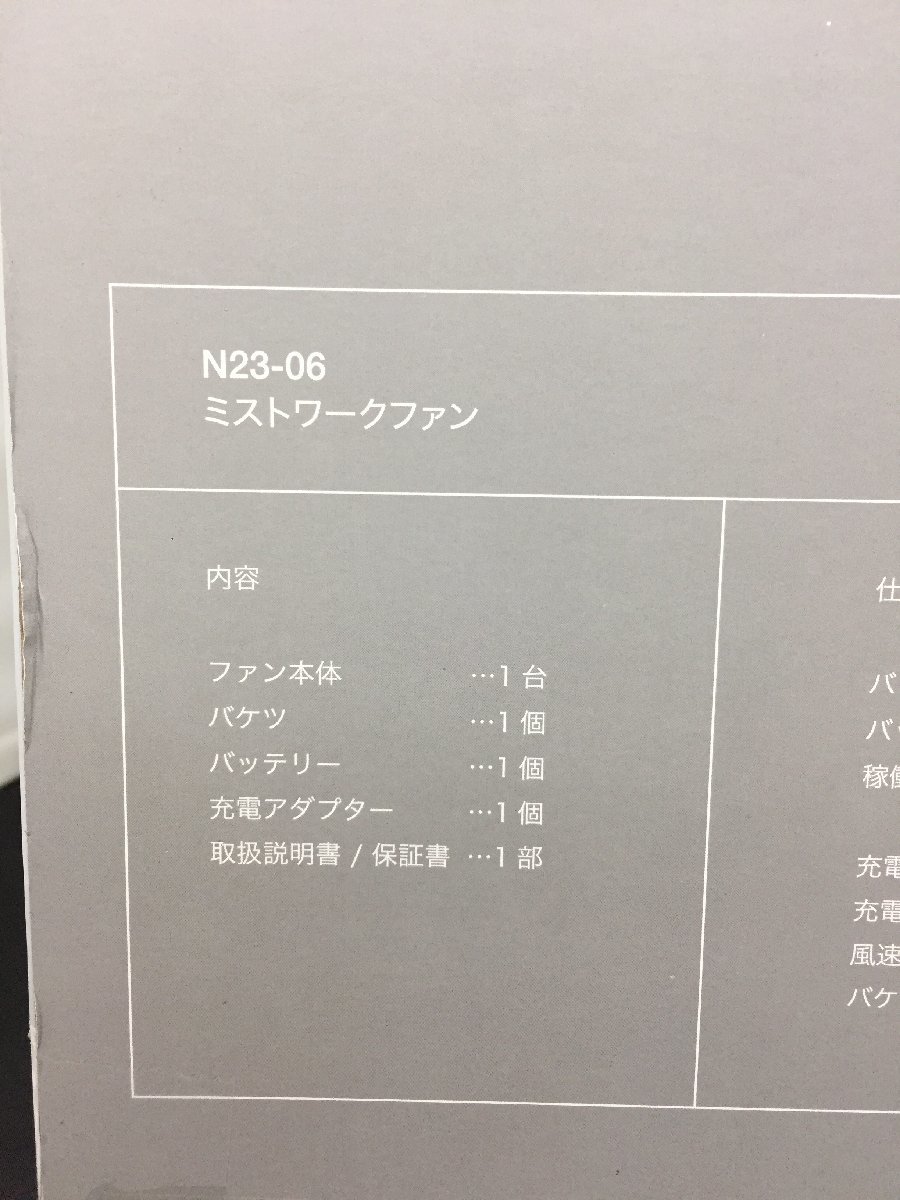 N23-06
ミストワークファン
内容
ファン本体 …1 台
バケツ …1 個
バッテリー …1 個
充電アダプター …1 個
取扱説明書 / 保証書 …1 部
仕
バ
バッ
稼働
充電
充電
風速
バケ